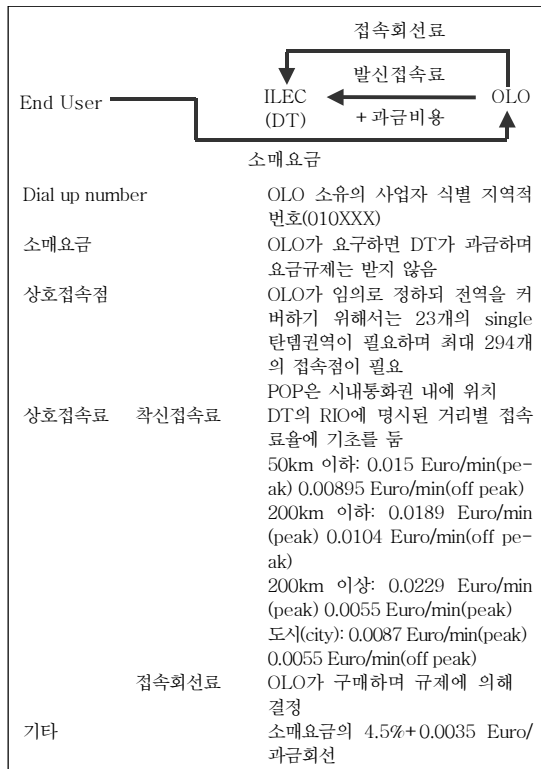 접속회선료
발신접속료
End User
ILEC
(DT)
OLO
+과금비용
소매요금
Dial up number OLO 소유의 사업자 식별 지역적
번호(010XXX)
소매요금 OLO가 요구하면 DT가 과금하며
요금규제는 받지 않음
상호접속점 OLO가 임의로 정하되 전역을 커
버하기 위해서는 23개의 single
탄뎀권역이 필요하며 최대 294개
의 접속점이 필요
POP은 시내통화권 내에 위치
상호접속료 착신접속료 DT의 RIO에 명시된 거리별 접속
료율에 기초를 둠
50km 이하: 0.015 Euro/min(pe-
ak) 0.00895 Euro/min(off peak)
200km 이하: 0.0189 Euro/min
(peak) 0.0104 Euro/min(off pe-
ak)
200km 이상: 0.0229 Euro/min
(peak) 0.0055 Euro/min(peak)
도시(city): 0.0087 Euro/min(peak)
0.0055 Euro/min(off peak)
접속회선료 OLO가 구매하며 규제에 의해
결정
기타 소매요금의 4.5%+0.0035 Euro/
과금회선